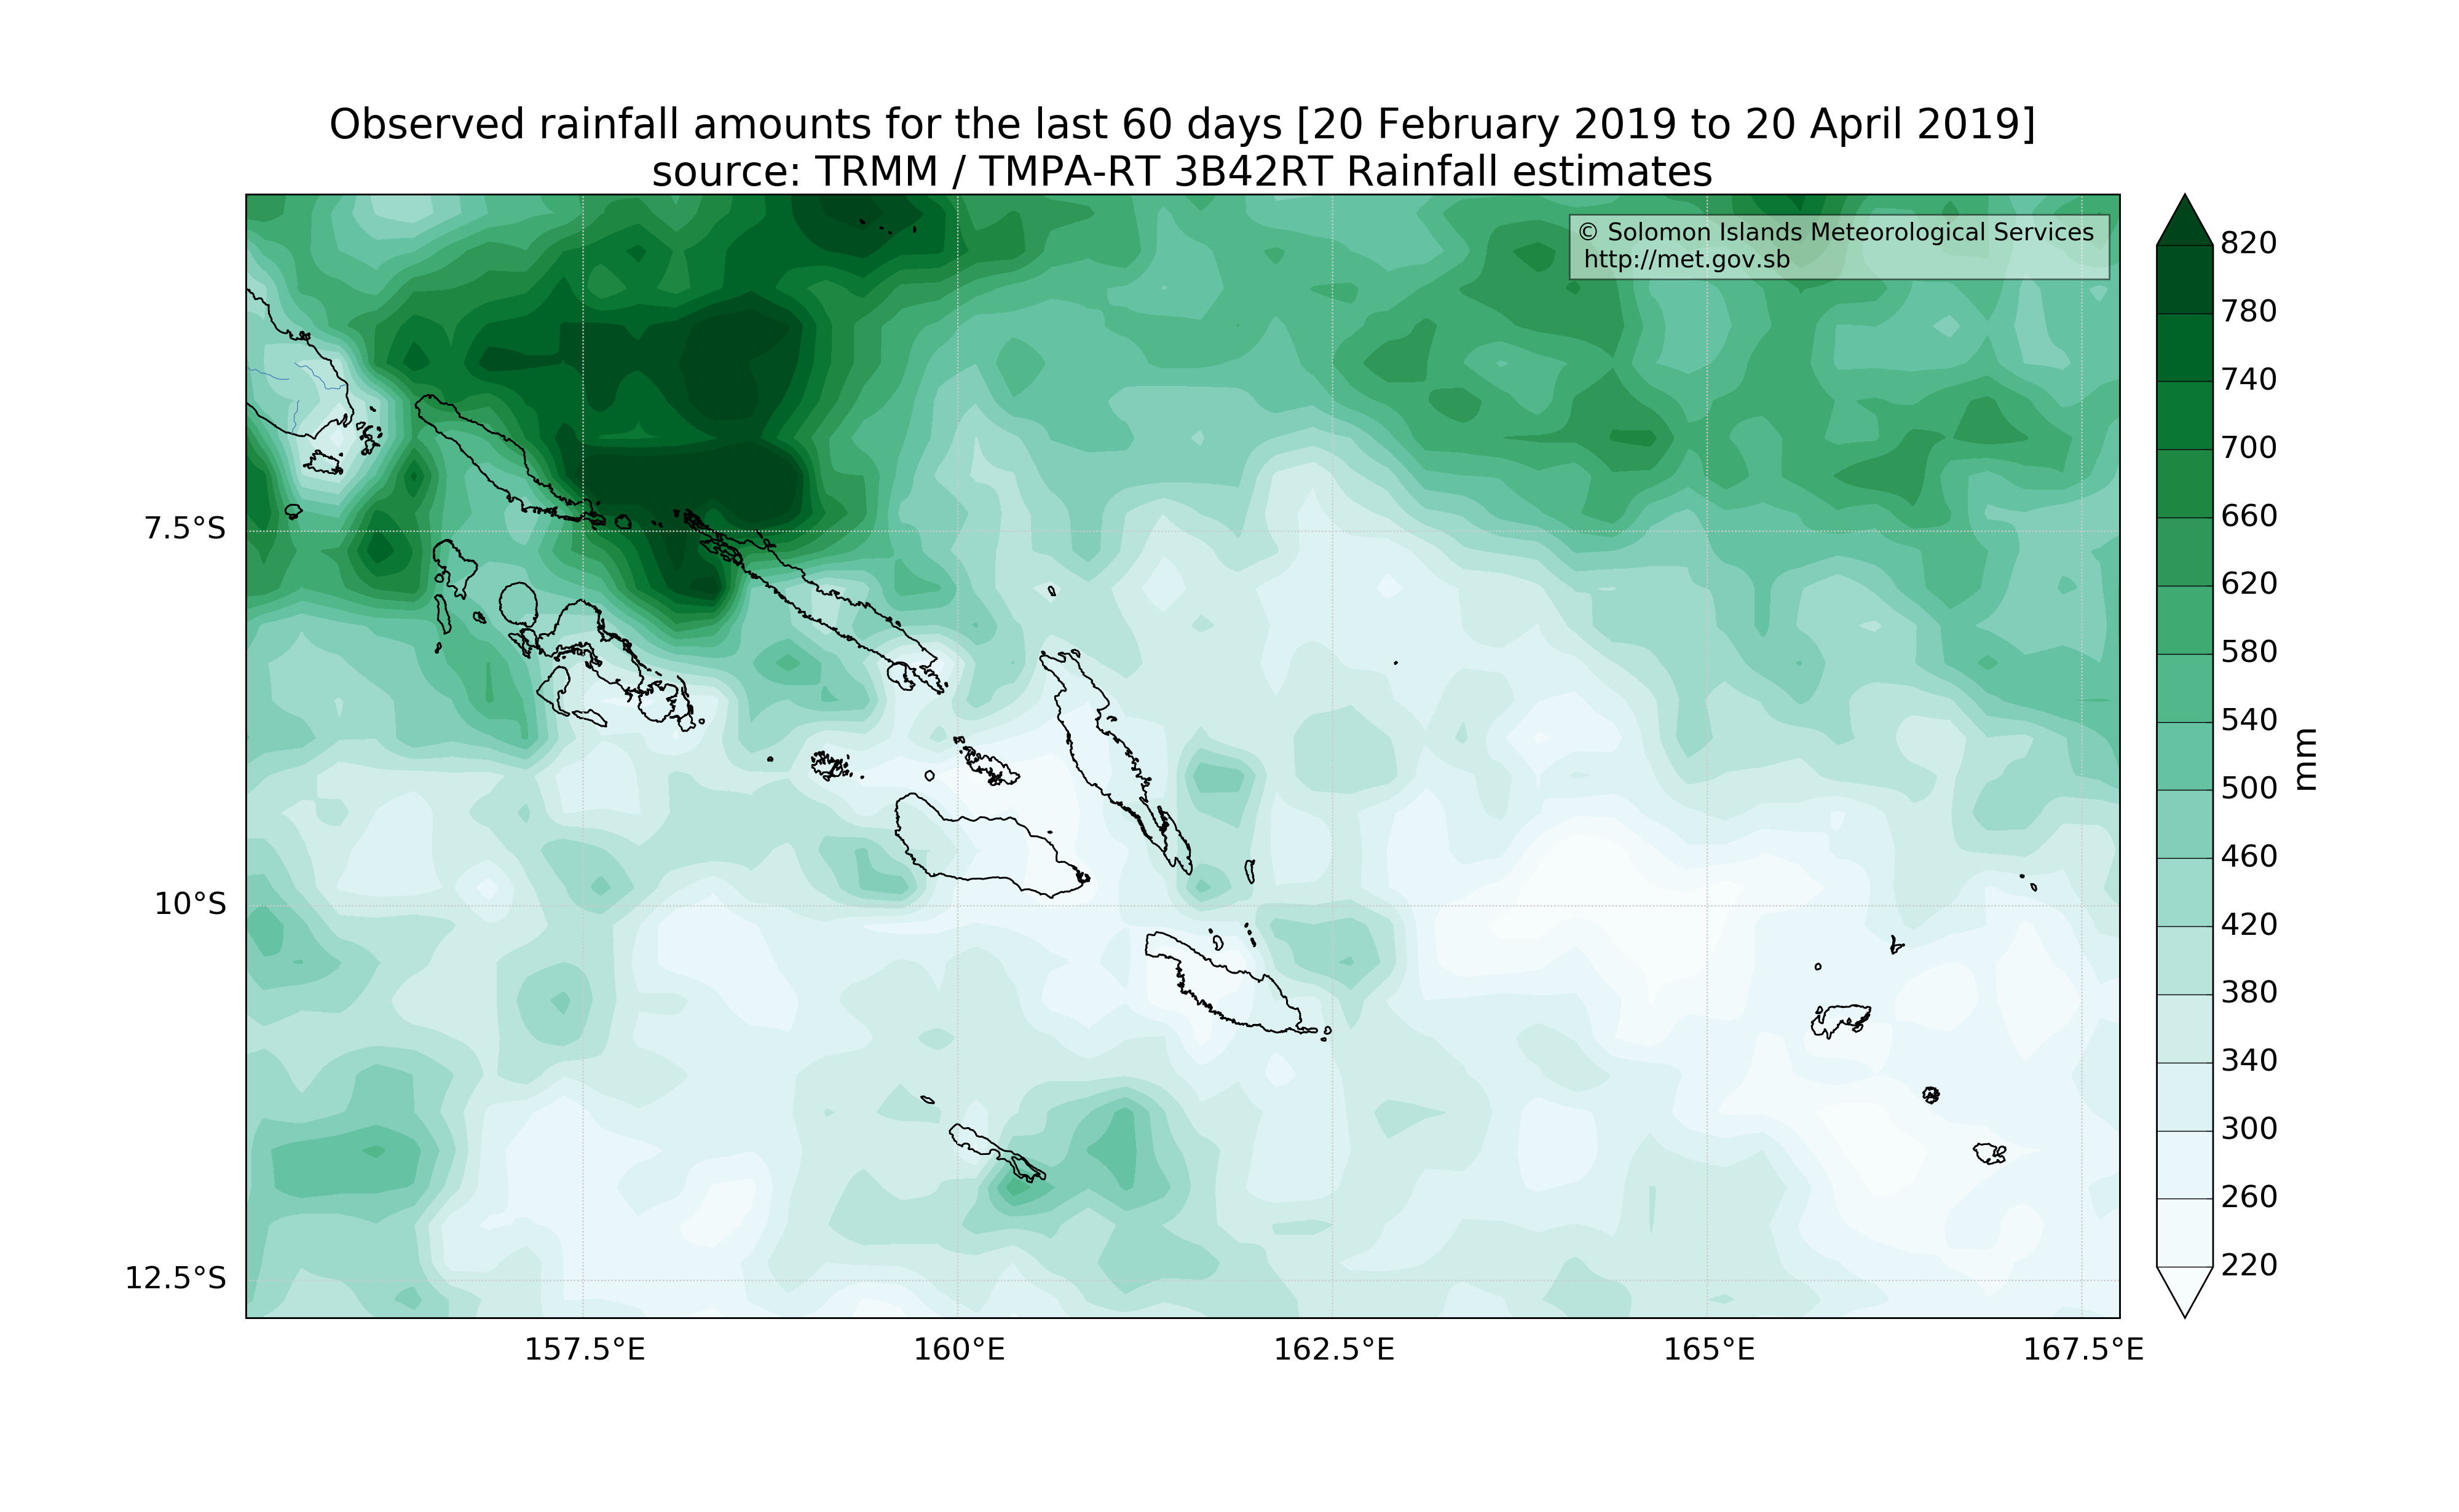 Observed rainfall amounts for the last 60 days [20 February 2019 to 20 April 2019]
source: TRMM / TMPA-RT 3B42RT Rainfall estimates
© Solomon Islands Meteorological Services
http://met.gov.sb
7.5°S
10°S
12.5°S
157.5°E
160°E
162.5°E
165°E
167.5°E
820
780
740
700
660
620
580
540
500
460
420
380
340
300
260
220
mm